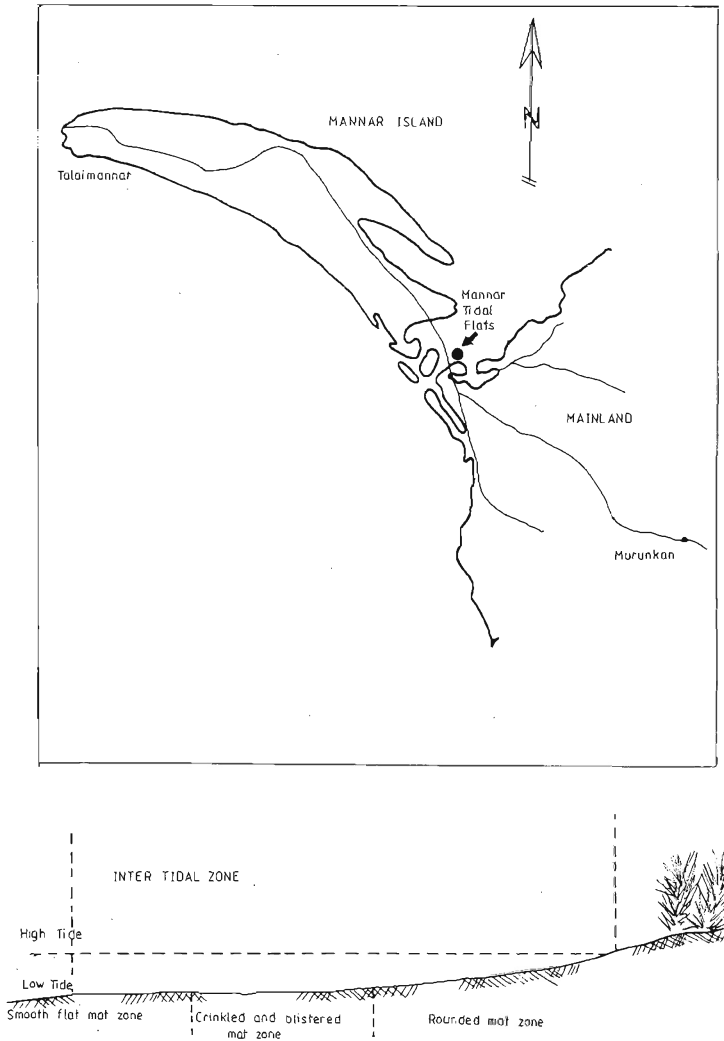 MANNAR ISLAND
N
Talaimannar
Mannar
Tidal
Flats
MAINLAND
Murunkan
INTER TIDAL ZONE
High Tide
Low Tide
Smooth flat mat zone
Crinkled and blistered
mat zone
Rounded mat zone